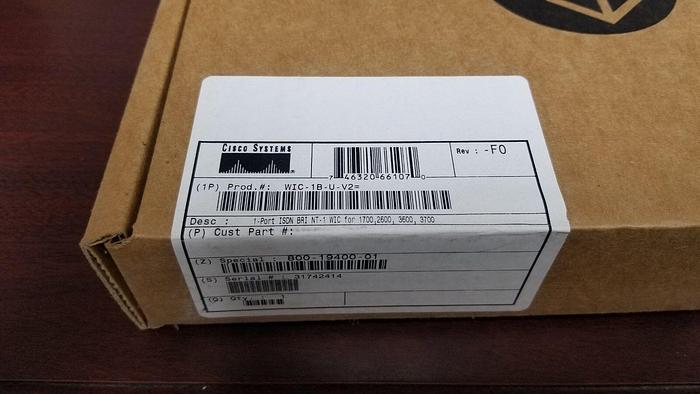 CISCO SYSTEMS
Rev : -F0
7 46320 66107 0
(1P) Prod.#: WIC-1B-U-V2=
Desc : 1-Port ISDN BRI NT-1 WIC for 1700,2600, 3600, 3700
(P) Cust Part #:
(Z) Special : 800-19400-01
(S) Serial # : 31742414
(Q) Qty